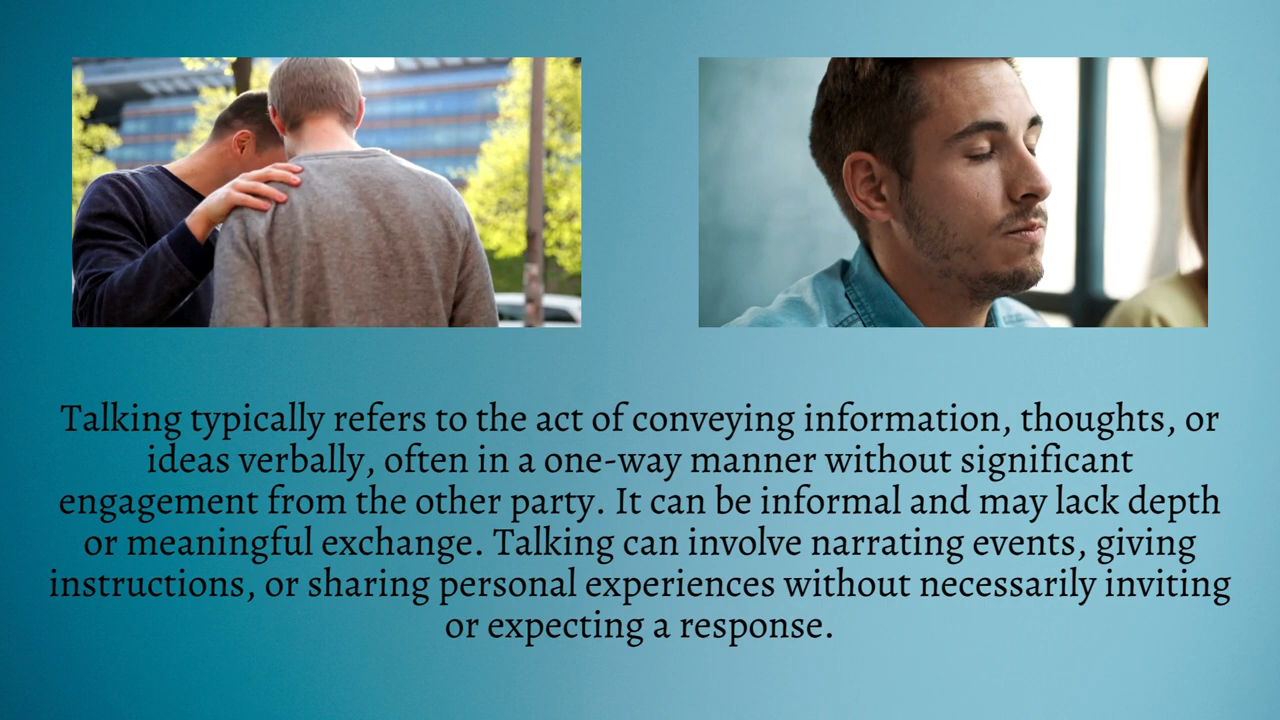 Talking typically refers to the act of conveying information, thoughts, or
ideas verbally, often in a one-way manner without significant
engagement from the other party. It can be informal and may lack depth
or meaningful exchange. Talking can involve narrating events, giving
instructions, or sharing personal experiences without necessarily inviting
or expecting a response.